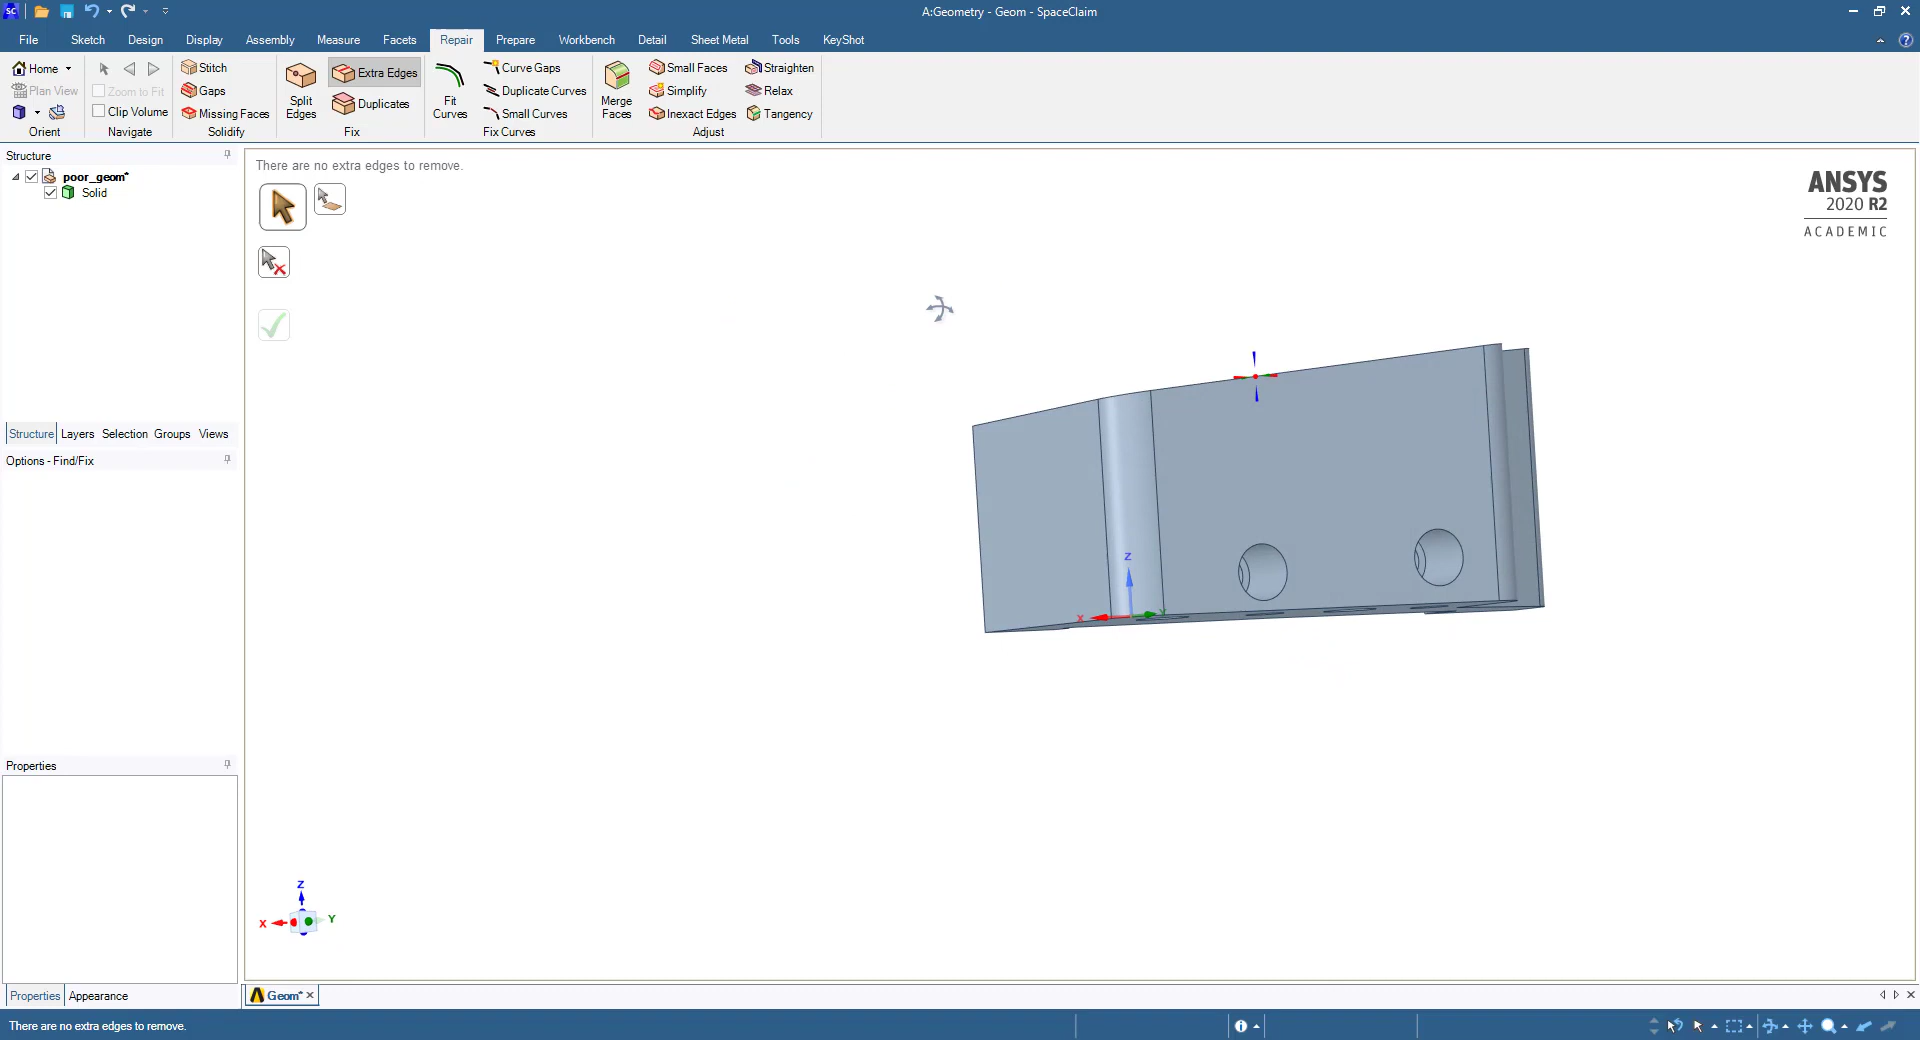 A:Geometry - Geom - SpaceClaim
File Sketch Design Display Assembly Measure Facets Repair Prepare Workbench Detail Sheet Metal Tools KeyShot
Home
Plan View
Orient
Zoom to Fit
Clip Volume
Navigate
Stitch
Gaps
Missing Faces
Solidify
Split
Edges
Extra Edges
Duplicates
Fix
Fit
Curves
Curve Gaps
Duplicate Curves
Small Curves
Fix Curves
Merge
Faces
Small Faces
Simplify
Inexact Edges
Straighten
Relax
Tangency
Adjust
Structure
poor_geom*
Solid
Structure Layers Selection Groups Views
Options - Find/Fix
Properties
Properties Appearance
There are no extra edges to remove.
ANSYS
2020 R2
ACADEMIC
Z
X Y
Z
X Y
Geom*
There are no extra edges to remove.